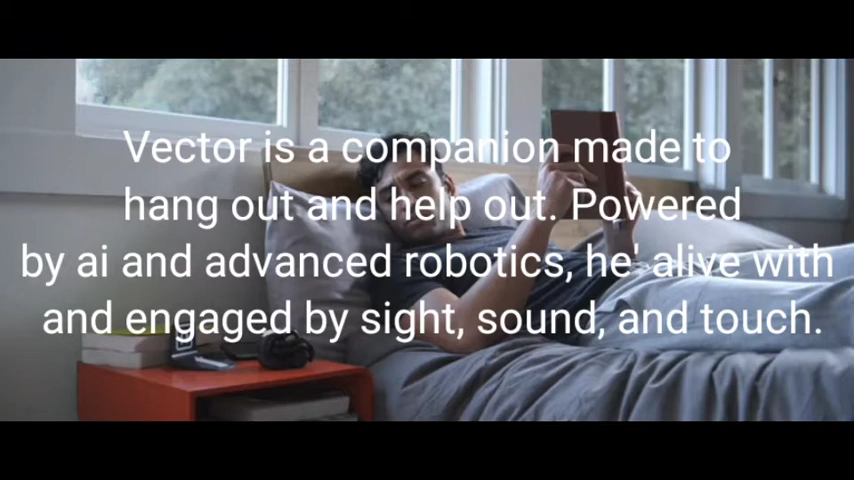 Vector is a companion made to
hang out and help out. Powered
by ai and advanced robotics, he' alive with
and engaged by sight, sound, and touch.